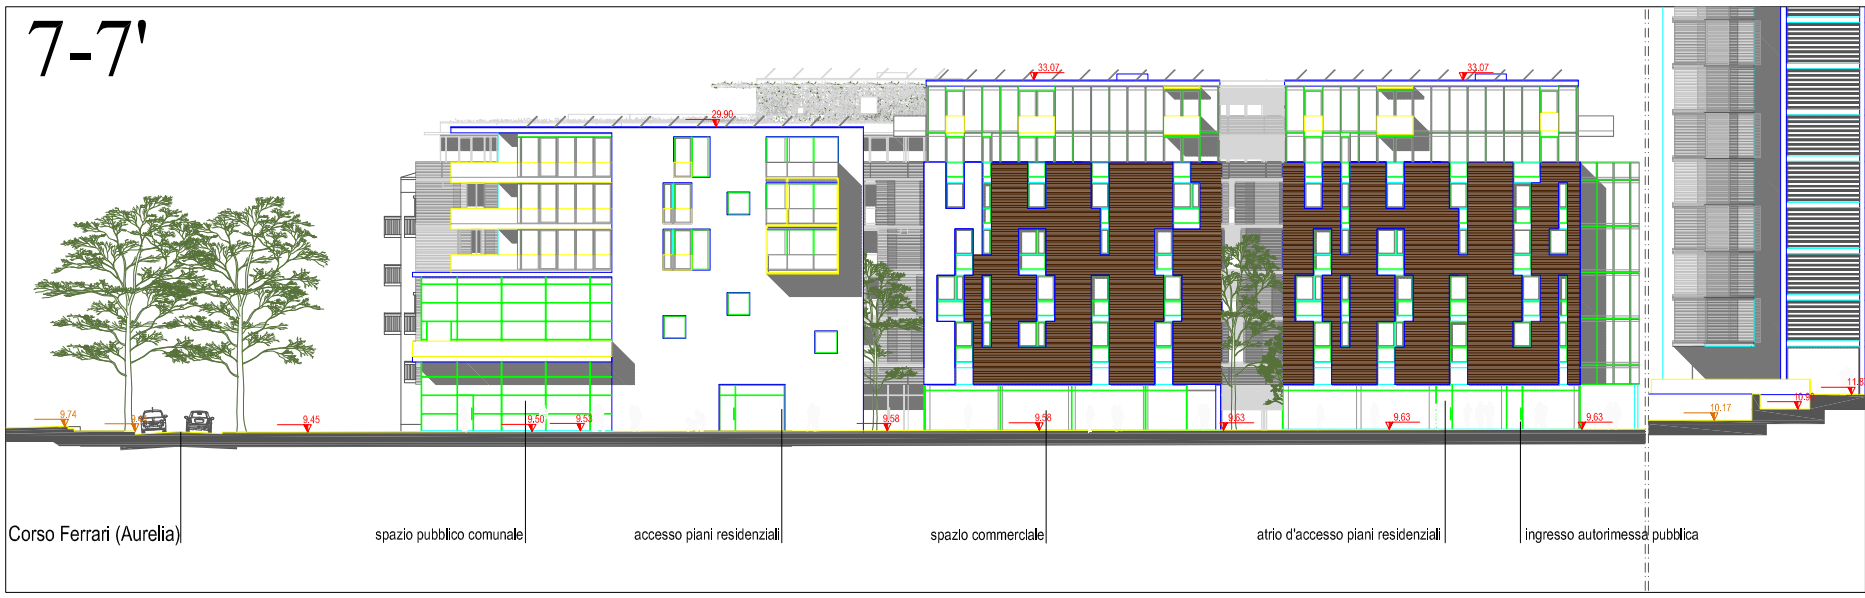 7-7'
33.07
33.07
29.90
9.74
9.45
9.50
9.53
9.58
9.58
9.63
9.63
9.63
10.17
Corso Ferrari (Aurelia)
spazio pubblico comunale
accesso piani residenziali
spazio commerciale
atrio d'accesso piani residenziali
ingresso autorimessa pubblica